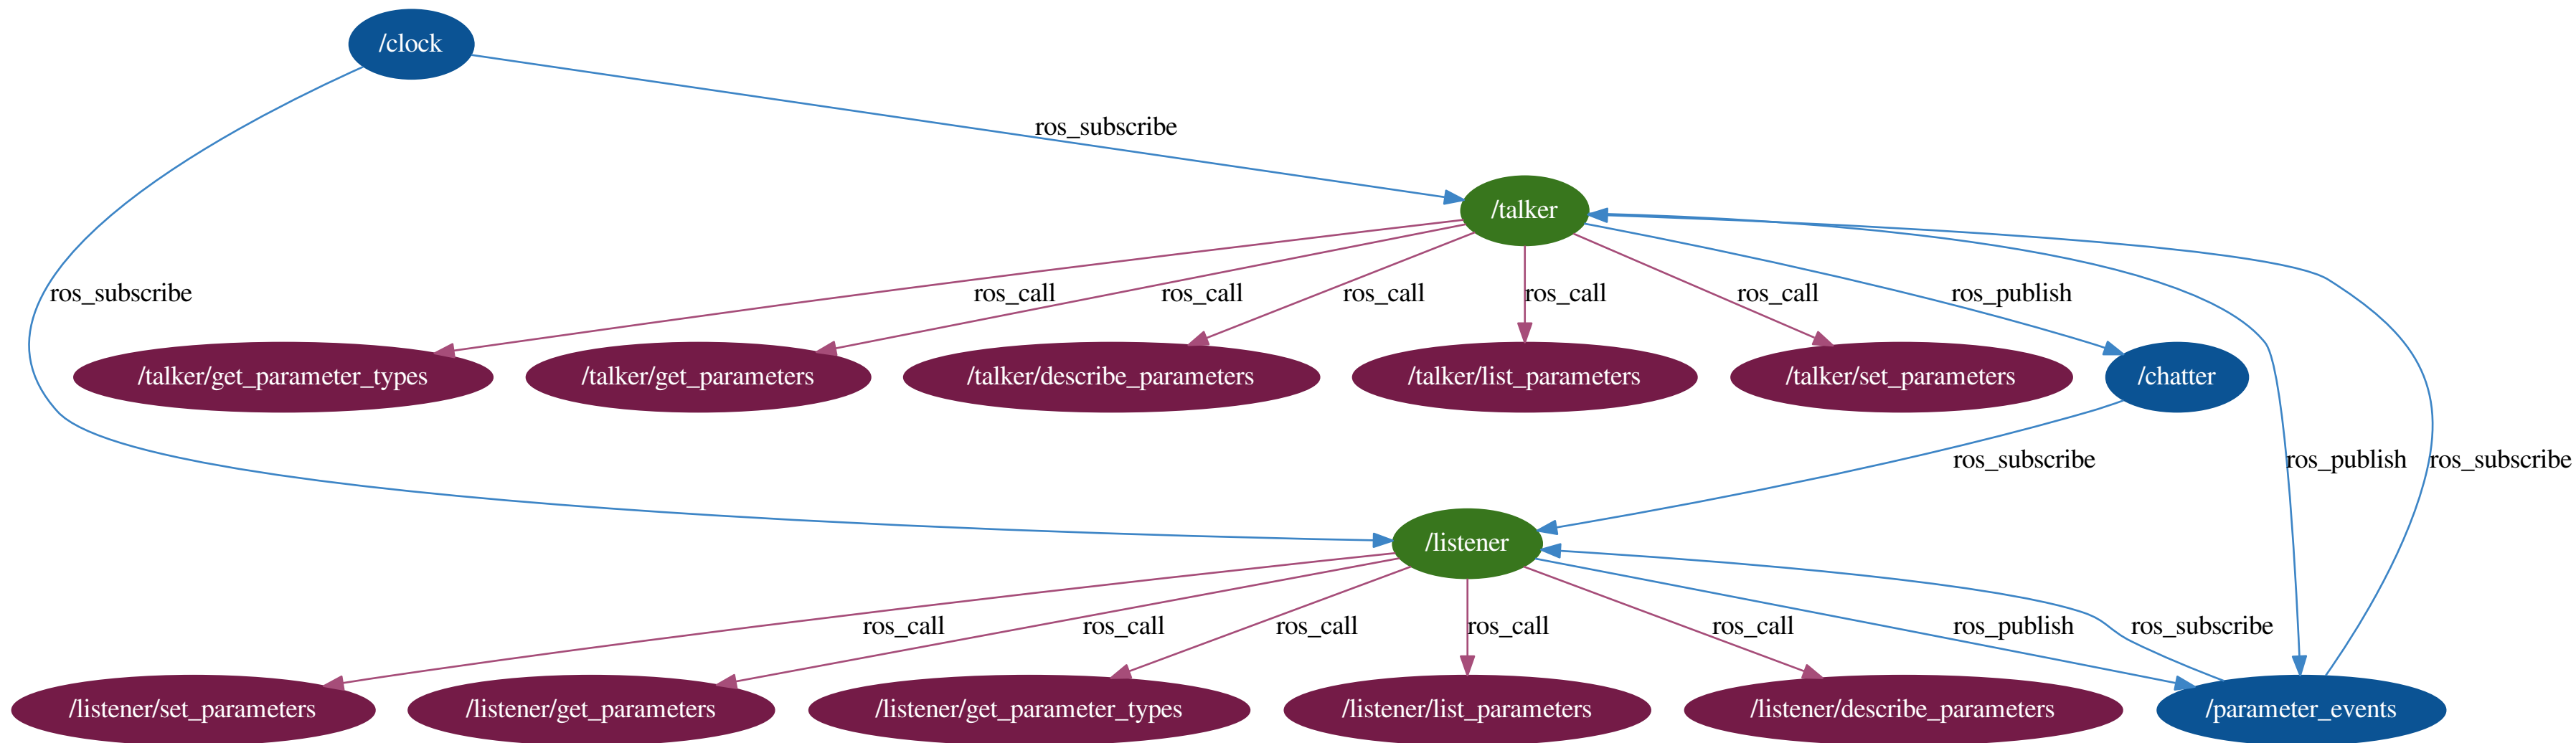 /clock
ros_subscribe
/talker
ros_subscribe
ros_call
ros_call
ros_call
ros_call
ros_call
ros_publish
/talker/get_parameter_types
/talker/get_parameters
/talker/describe_parameters
/talker/list_parameters
/talker/set_parameters
/chatter
ros_subscribe
ros_publish
ros_subscribe
/listener
ros_call
ros_call
ros_call
ros_call
ros_call
ros_publish
ros_subscribe
/listener/set_parameters
/listener/get_parameters
/listener/get_parameter_types
/listener/list_parameters
/listener/describe_parameters
/parameter_events